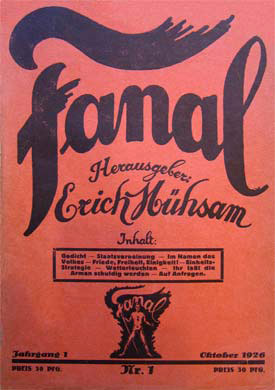 Fanal
Herausgeber:
Erich Mühsam
Inhalt:
Gedicht — Staatsverneinung — Im Namen des
Volkes — Friede, Freiheit, Einigkeit! — Einheits-
Strategie — Wetterleuchten — Ihr laßt die
Armen schuldig werden — Auf Anfragen.
Fanal
Jahrgang 1 Oktober 1926
PREIS 30 PFG. Nr. 1 PREIS 30 PFG.